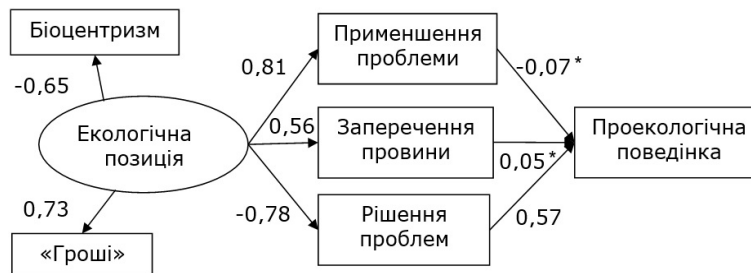 Біоцентризм
-0,65
Екологічна
позиція
0,73
«Гроші»
0,81
0,56
-0,78
Применшення
проблеми
Заперечення
провини
Рішення
проблем
-0,07*
0,05*
0,57
Проекологічна
поведінка